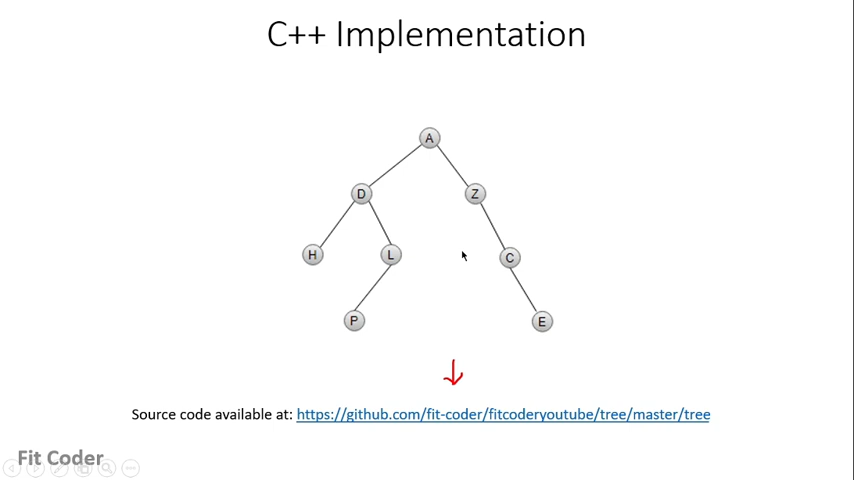 C++ Implementation
A
D
Z
H
L
C
P
E
Source code available at: https://github.com/fit-coder/fitcoderyoutube/tree/master/tree
Fit Coder